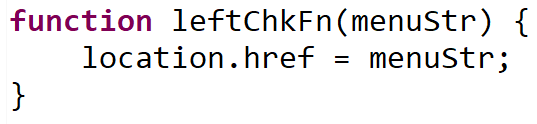 function leftChkFn(menuStr) {
    location.href = menuStr;
}